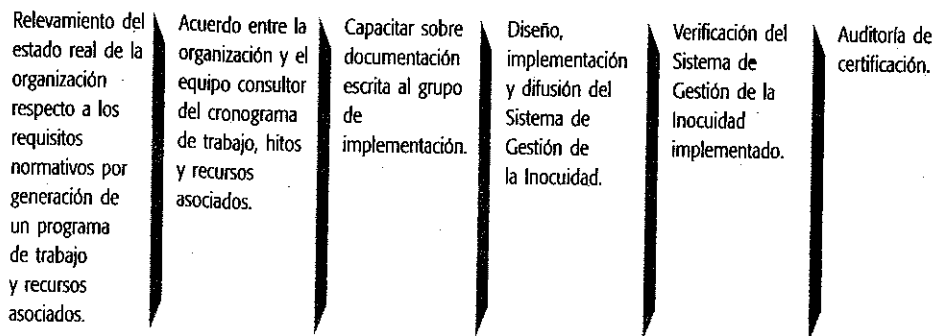 Relevamiento del
estado real de la
organización
respecto a los
requisitos
normativos por
generación de
un programa
de trabajo
y recursos
asociados.
Acuerdo entre la
organización y el
equipo consultor
del cronograma
de trabajo, hitos
y recursos
asociados.
Capacitar sobre
documentación
escrita al grupo
de
implementación.
Diseño,
implementación
y difusión del
Sistema de
Gestión de
la Inocuidad.
Verificación del
Sistema de
Gestión de la
Inocuidad
implementado.
Auditoría de
certificación.